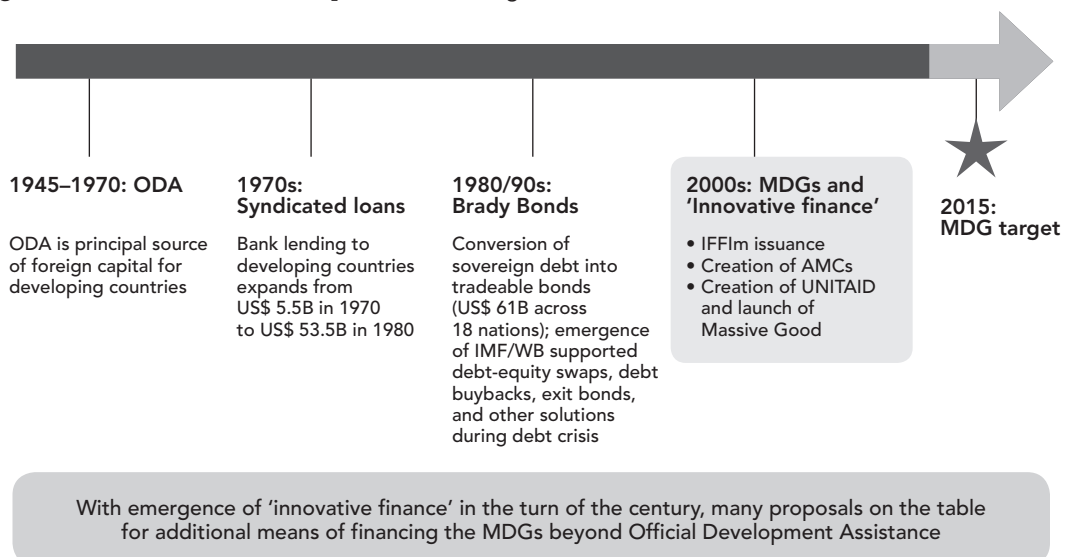 1945–1970: ODA
ODA is principal source
of foreign capital for
developing countries
1970s:
Syndicated loans
Bank lending to
developing countries
expands from
US$ 5.5B in 1970
to US$ 53.5B in 1980
1980/90s:
Brady Bonds
Conversion of
sovereign debt into
tradeable bonds
(US$ 61B across
18 nations); emergence
of IMF/WB supported
debt-equity swaps, debt
buybacks, exit bonds,
and other solutions
during debt crisis
2000s: MDGs and
‘Innovative finance’
• IFFIm issuance
• Creation of AMCs
• Creation of UNITAID
and launch of
Massive Good
2015:
MDG target
With emergence of ‘innovative finance’ in the turn of the century, many proposals on the table
for additional means of financing the MDGs beyond Official Development Assistance